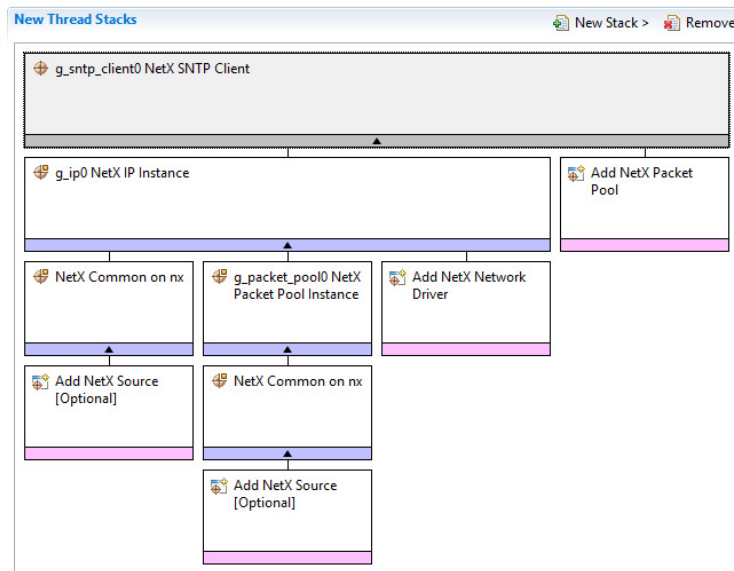 New Thread Stacks
New Stack >
Remove
g_sntp_client0 NetX SNTP Client
g_ip0 NetX IP Instance
Add NetX Packet
Pool
NetX Common on nx
g_packet_pool0 NetX
Packet Pool Instance
Add NetX Network
Driver
Add NetX Source
[Optional]
NetX Common on nx
Add NetX Source
[Optional]